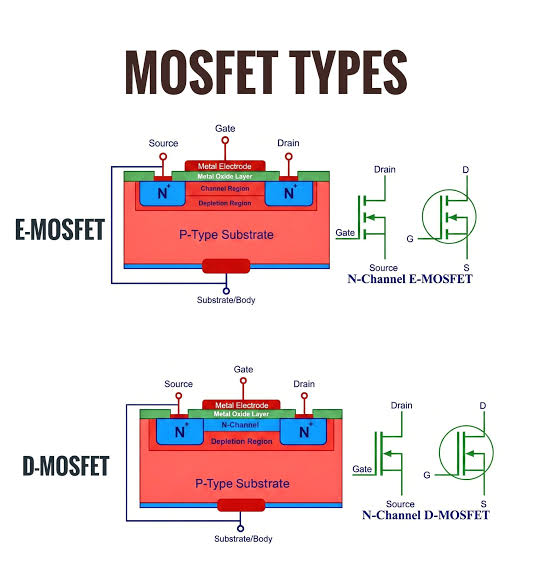 MOSFET TYPES
Gate
Source
Drain
Metal Electrode
Metal Oxide Layer
N+
Channel Region
N+
Depletion Region
P-Type Substrate
Substrate/Body
E-MOSFET
Drain
Gate
Source
D
G
S
N-Channel E-MOSFET
Gate
Source
Drain
Metal Electrode
Metal Oxide Layer
N+
N-Channel
N+
Depletion Region
P-Type Substrate
Substrate/Body
D-MOSFET
Drain
Gate
Source
D
G
S
N-Channel D-MOSFET